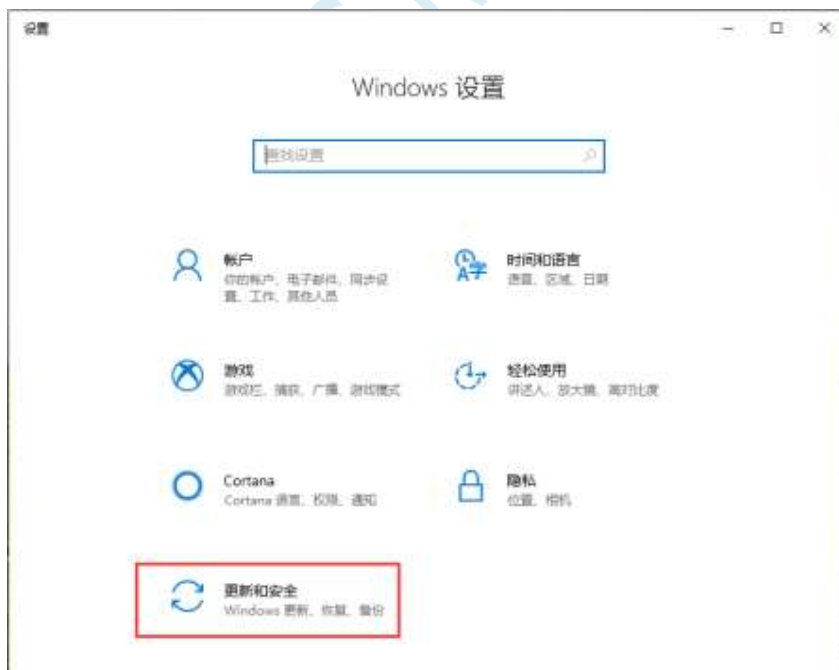 设置
Windows 设置
查找设置
帐户
你的帐户、电子邮件、同步设
置、工作、其他人员
时间和语言
语音、区域、日期
游戏
游戏栏、捕获、广播、游戏模式
轻松使用
讲述人、放大镜、高对比度
Cortana
Cortana 语言、权限、通知
隐私
位置、相机
更新和安全
Windows 更新、恢复、备份